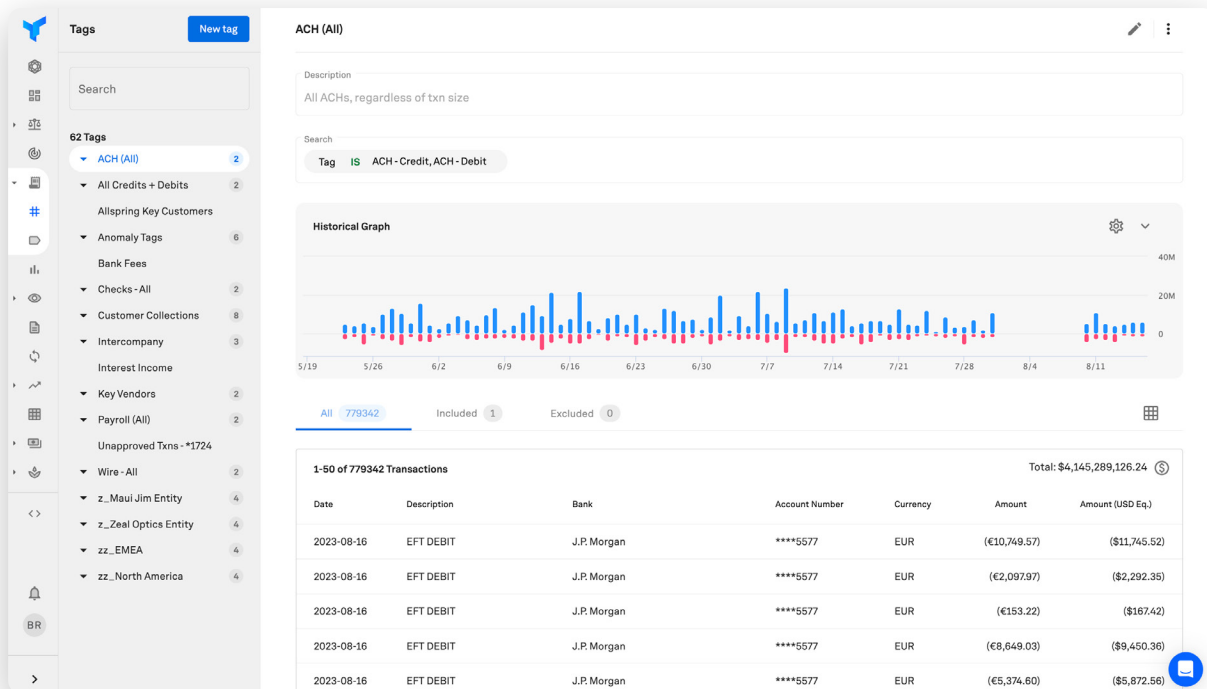 Tags
New tag
Search
62 Tags
ACH (All) 2
All Credits + Debits 2
Allspring Key Customers
Anomaly Tags 6
Bank Fees
Checks - All 2
Customer Collections 8
Intercompany 3
Interest Income
Key Vendors 2
Payroll (All) 2
Unapproved Txns - *1724
Wire - All 2
z_Maui Jim Entity 4
z_Zeal Optics Entity 4
zz_EMEA 4
zz_North America 4
BR
ACH (All)
Description
All ACHs, regardless of txn size
Search
Tag IS ACH - Credit, ACH - Debit
Historical Graph
40M
20M
0
5/19 5/26 6/2 6/9 6/16 6/23 6/30 7/7 7/14 7/21 7/28 8/4 8/11
All 779342 Included 1 Excluded 0
1-50 of 779342 Transactions Total: $4,145,289,126.24
Date Description Bank Account Number Currency Amount Amount (USD Eq.)
2023-08-16 EFT DEBIT J.P. Morgan ****5577 EUR (€10,749.57) ($11,745.52)
2023-08-16 EFT DEBIT J.P. Morgan ****5577 EUR (€2,097.97) ($2,292.35)
2023-08-16 EFT DEBIT J.P. Morgan ****5577 EUR (€153.22) ($167.42)
2023-08-16 EFT DEBIT J.P. Morgan ****5577 EUR (€8,649.03) ($9,450.36)
2023-08-16 EFT DEBIT J.P. Morgan ****5577 EUR (€5,374.60) ($5,872.56)